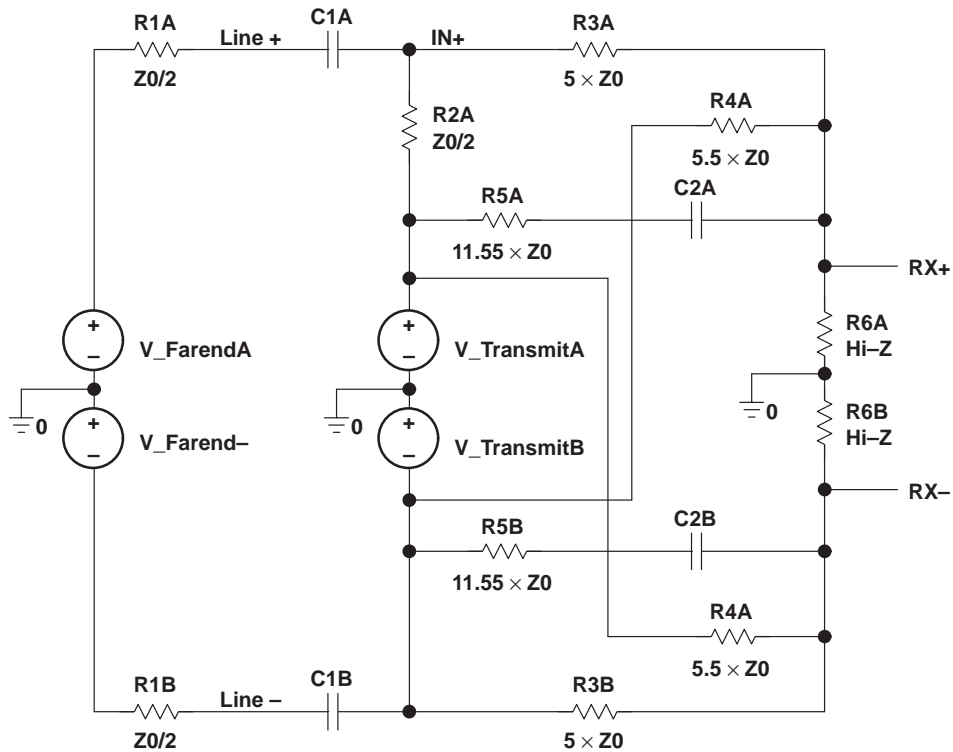 R1A
Z0/2
Line +
C1A
IN+
R3A
5 × Z0
R2A
Z0/2
R4A
5.5 × Z0
R5A
11.55 × Z0
C2A
RX+
+
–
V_FarendA
+
–
V_TransmitA
R6A
Hi–Z
0
0
0
+
–
V_Farend–
+
–
V_TransmitB
R6B
Hi–Z
RX–
R5B
11.55 × Z0
C2B
R4A
5.5 × Z0
R1B
Z0/2
Line –
C1B
R3B
5 × Z0